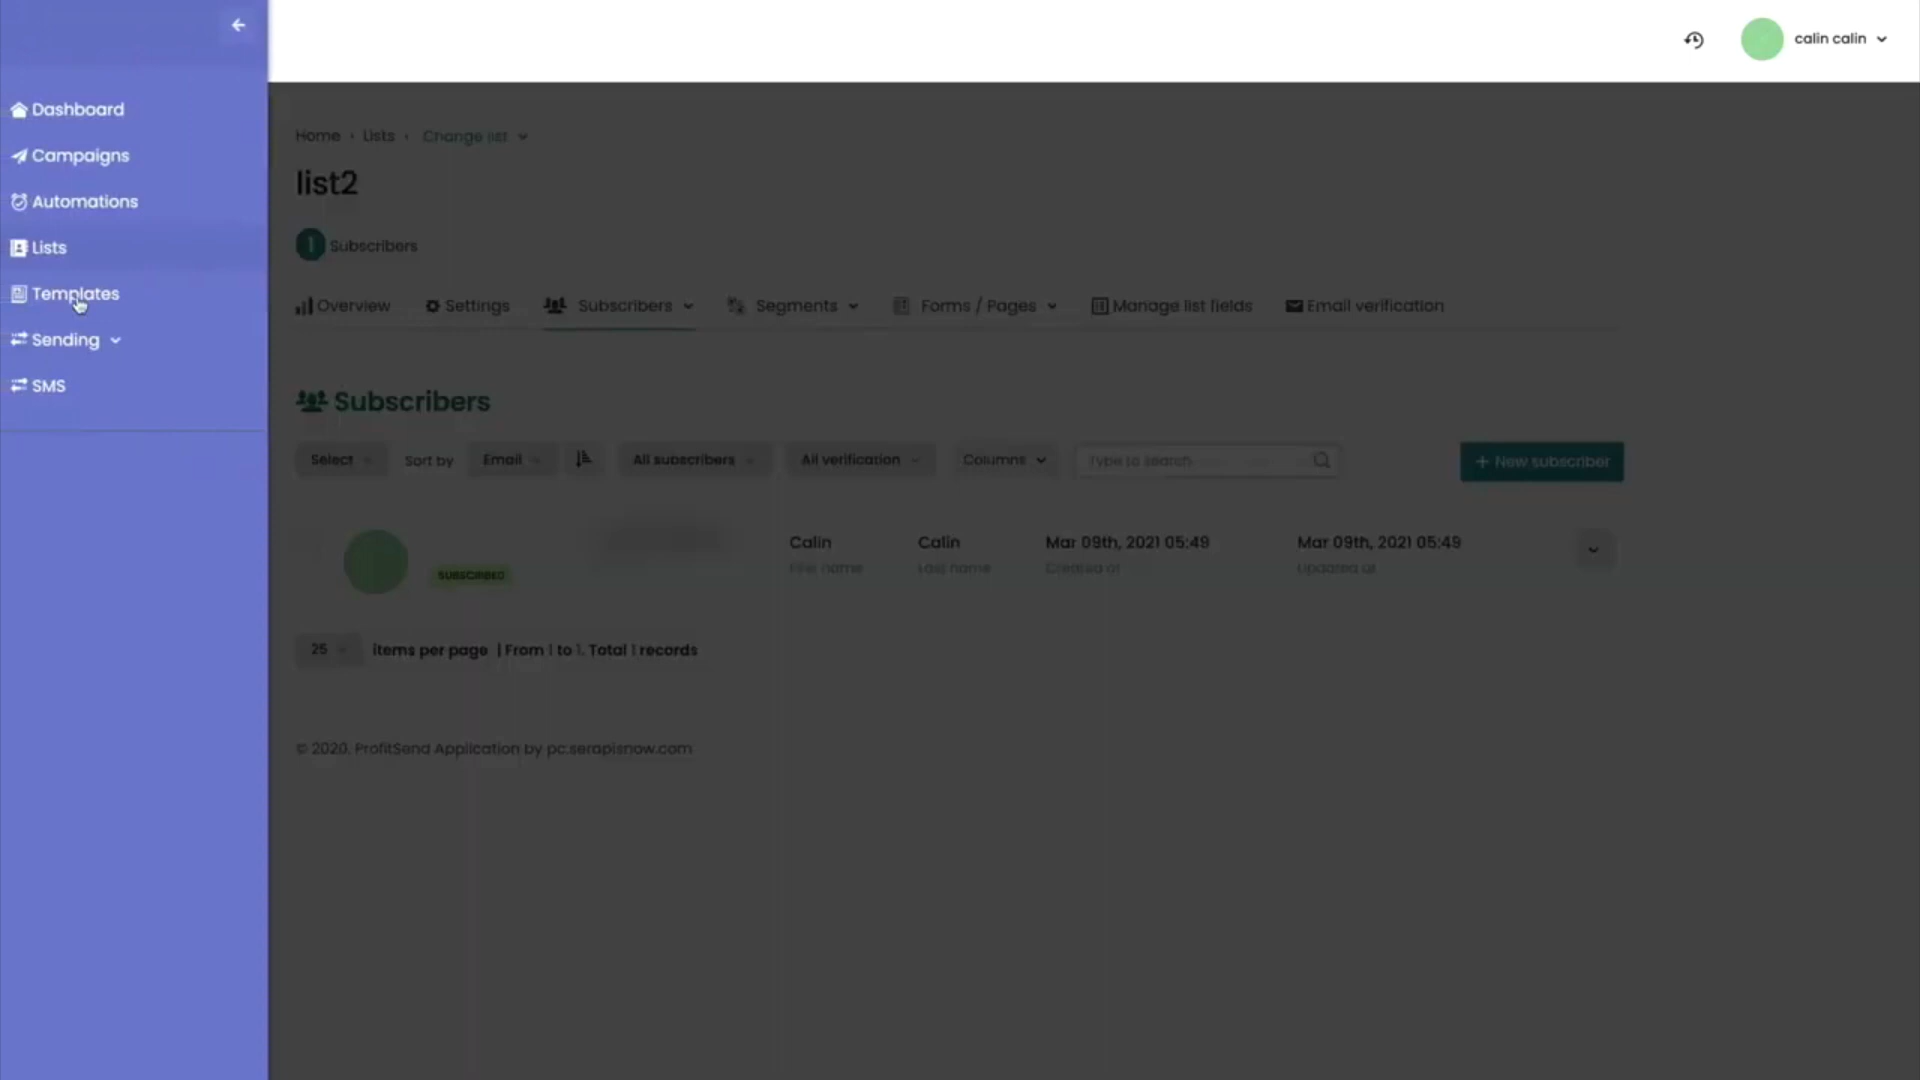 calin calin
Dashboard
Campaigns
Automations
Lists
Templates
Sending
SMS
Home › Lists › Change list
list2
1 Subscribers
Overview Settings Subscribers Segments Forms / Pages Manage list fields Email verification
Subscribers
Select Sort by Email All subscribers All verification Columns Type to search + New subscriber
Calin Calin Mar 09th, 2021 05:49 Mar 09th, 2021 05:49
SUBSCRIBED First name Last name Created at Updated at
25 items per page | From 1 to 1. Total 1 records
© 2020. ProfitSend Application by pc.serapisnow.com